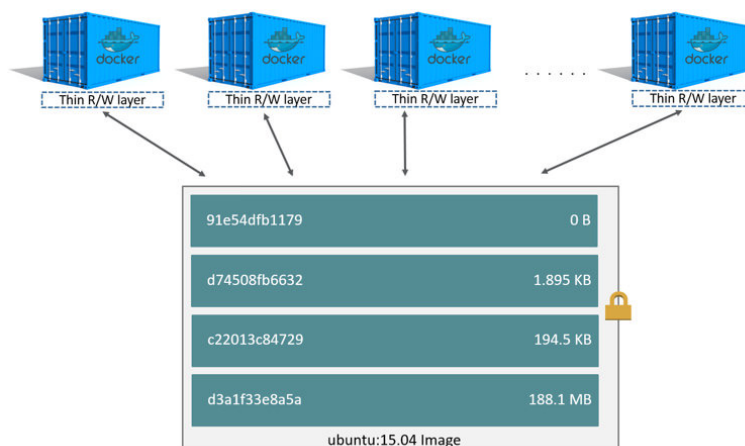 docker
docker
docker
docker
Thin R/W layer
Thin R/W layer
Thin R/W layer
. . . . . .
Thin R/W layer
91e54dfb1179 0 B
d74508fb6632 1.895 KB
c22013c84729 194.5 KB
d3a1f33e8a5a 188.1 MB
ubuntu:15.04 Image